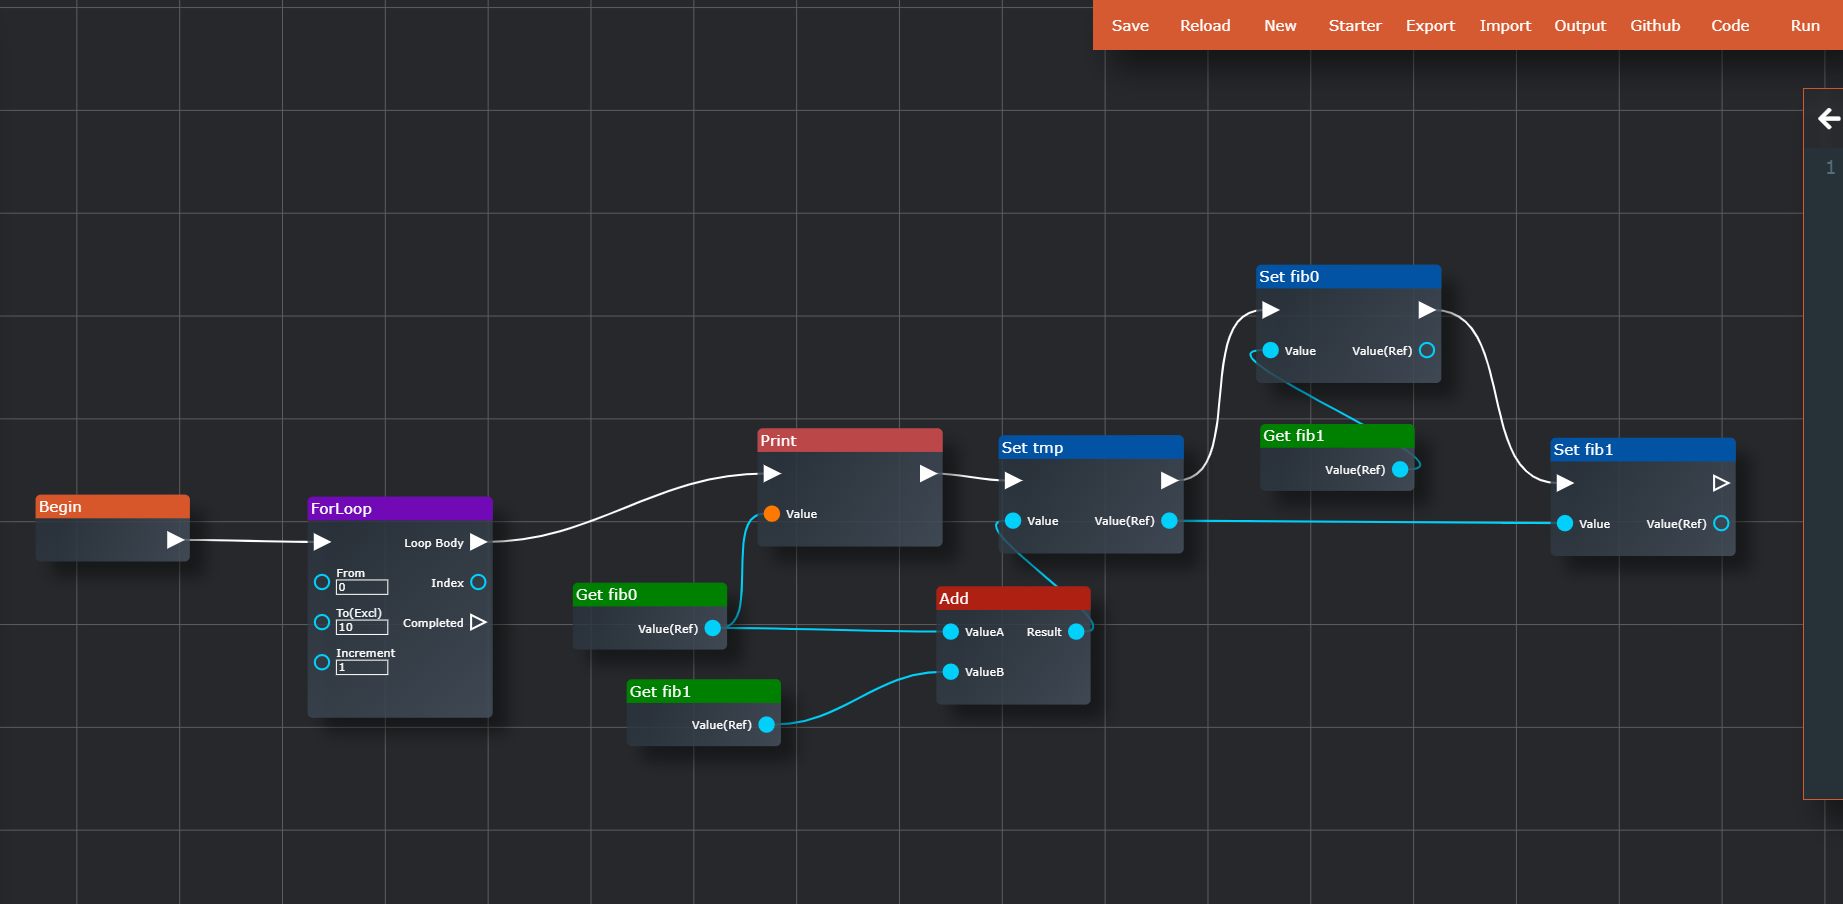 Save Reload New Starter Export Import Output Github Code Run
1
Begin
ForLoop
Loop Body
From
0
Index
To(Excl)
10
Completed
Increment
1
Get fib0
Value(Ref)
Get fib1
Value(Ref)
Print
Value
Add
ValueA Result
ValueB
Set tmp
Value Value(Ref)
Set fib0
Value Value(Ref)
Get fib1
Value(Ref)
Set fib1
Value Value(Ref)